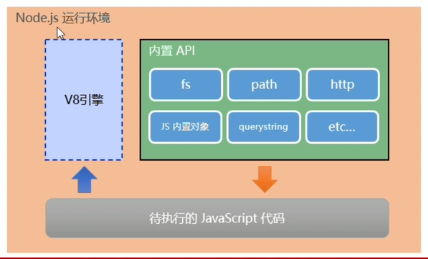 Node.js 运行环境
V8引擎
内置 API
fs
path
http
JS 内置对象
querystring
etc...
待执行的 JavaScript 代码